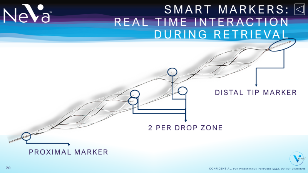 NeVa
SMART MARKERS:
REAL TIME INTERACTION
DURING RETRIEVAL
DISTAL TIP MARKER
2 PER DROP ZONE
PROXIMAL MARKER